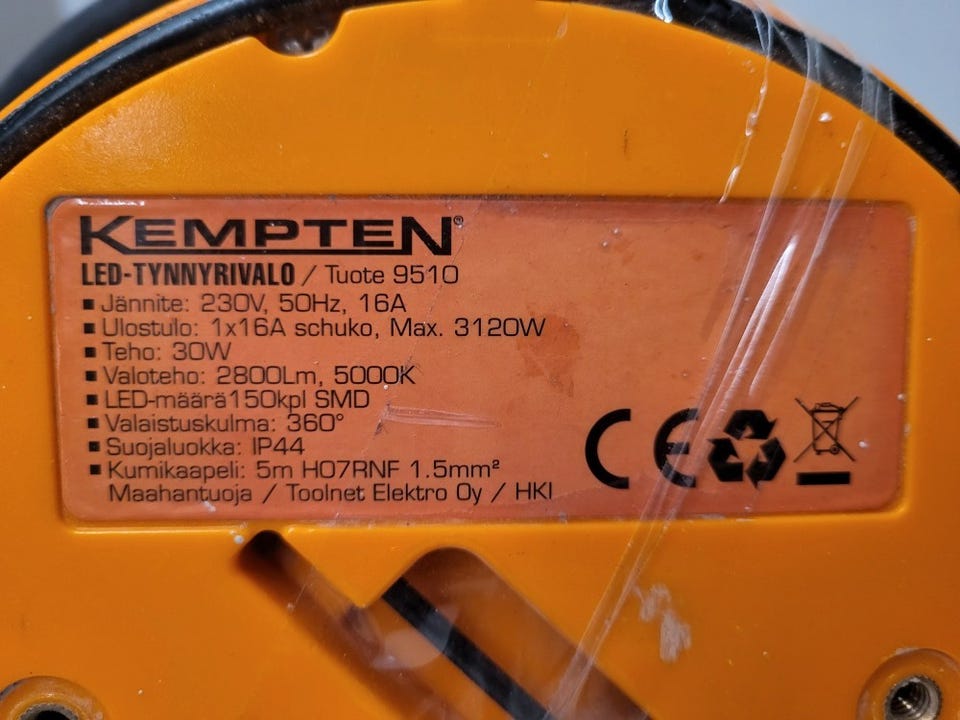 KEMPTEN®
LED-TYNNYRIVALO / Tuote 9510
▪ Jännite: 230V, 50Hz, 16A
▪ Ulostulo: 1x16A schuko, Max. 3120W
▪ Teho: 30W
▪ Valoteho: 2800Lm, 5000K
▪ LED-määrä150kpl SMD
▪ Valaistuskulma: 360°
▪ Suojaluokka: IP44
▪ Kumikaapeli: 5m H07RNF 1.5mm²
Maahantuoja / Toolnet Elektro Oy / HKI
CE